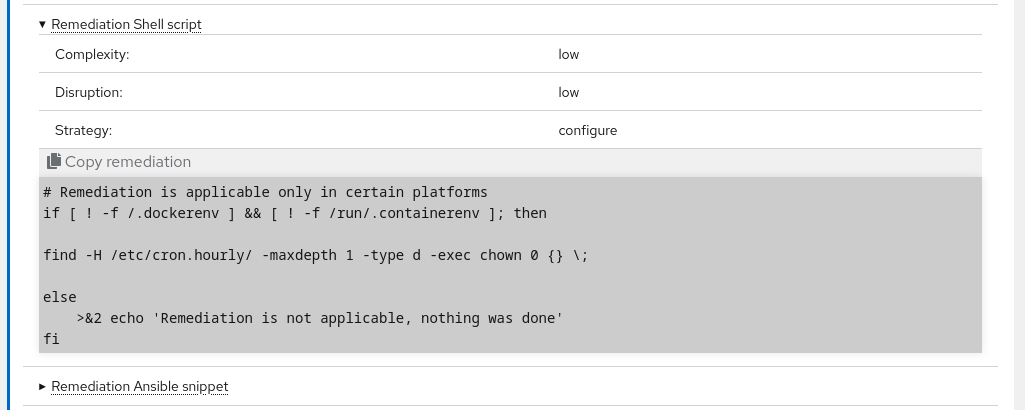 ▾ Remediation Shell script
Complexity: low
Disruption: low
Strategy: configure
Copy remediation
# Remediation is applicable only in certain platforms
if [ ! -f /.dockerenv ] && [ ! -f /run/.containerenv ]; then
find -H /etc/cron.hourly/ -maxdepth 1 -type d -exec chown 0 {} \;
else
    >&2 echo 'Remediation is not applicable, nothing was done'
fi
▸ Remediation Ansible snippet